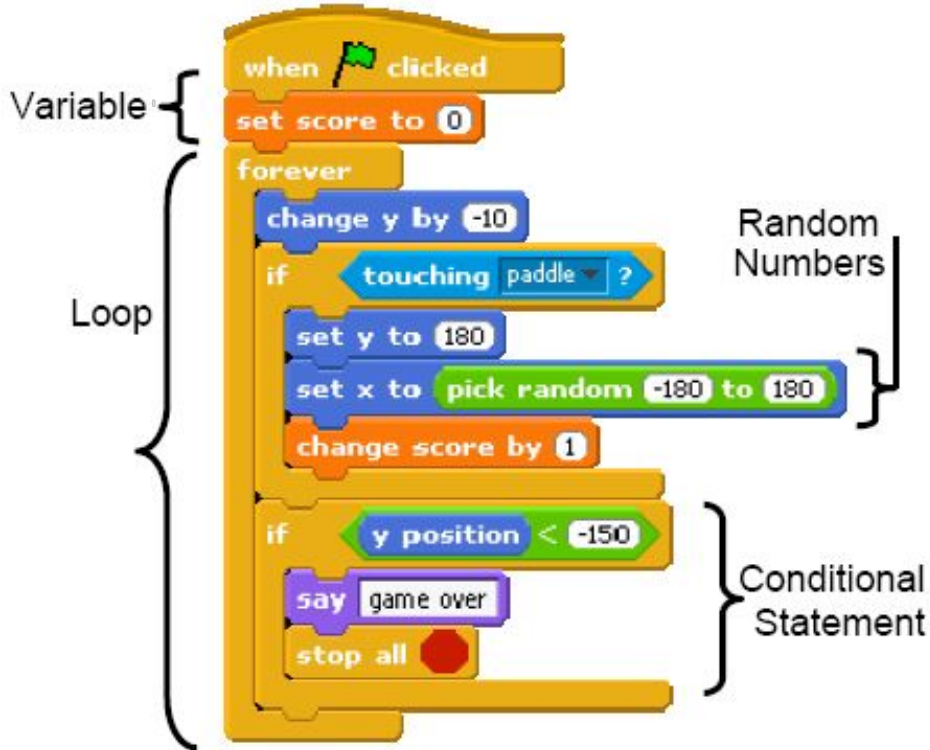 when clicked
Variable
set score to 0
forever
change y by -10
Random
Numbers
if touching paddle ?
Loop
set y to 180
set x to pick random -180 to 180
change score by 1
if y position < -150
Conditional
Statement
say game over
stop all